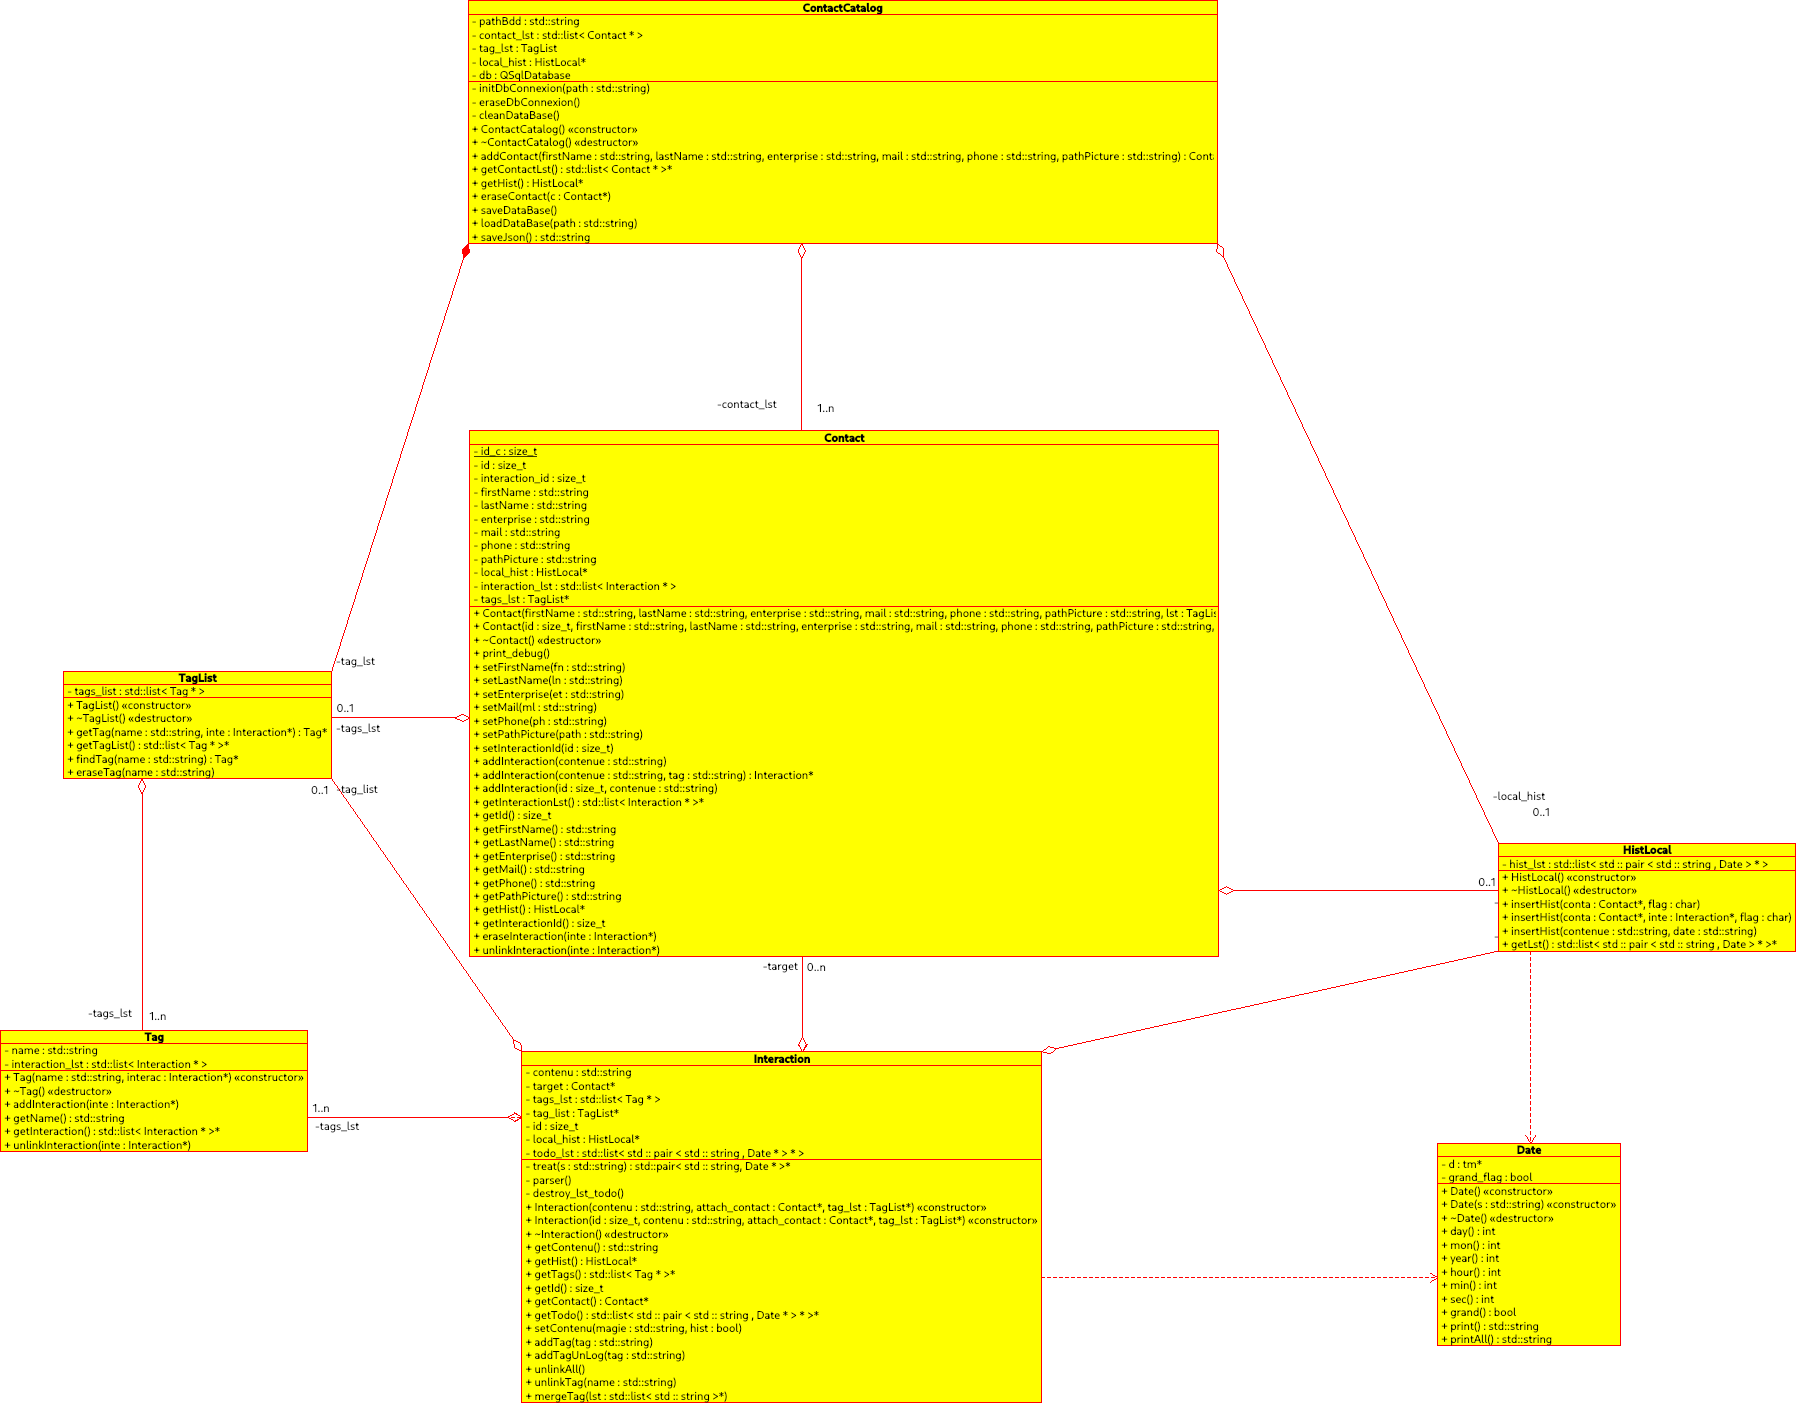 ContactCatalog
- pathBdd : std::string
- contact_lst : std::list< Contact * >
- tag_lst : TagList
- local_hist : HistLocal*
- db : QSqlDatabase
- initDbConnexion(path : std::string)
- eraseDbConnexion()
- cleanDataBase()
+ ContactCatalog() «constructor»
+ ~ContactCatalog() «destructor»
+ addContact(firstName : std::string, lastName : std::string, enterprise : std::string, mail : std::string, phone : std::string, pathPicture : std::string) : Cont
+ getContactLst() : std::list< Contact * >*
+ getHist() : HistLocal*
+ eraseContact(c : Contact*)
+ saveDataBase()
+ loadDataBase(path : std::string)
+ saveJson() : std::string
-contact_lst
1..n
Contact
- id_c : size_t
- id : size_t
- interaction_id : size_t
- firstName : std::string
- lastName : std::string
- enterprise : std::string
- mail : std::string
- phone : std::string
- pathPicture : std::string
- local_hist : HistLocal*
- interaction_lst : std::list< Interaction * >
- tags_lst : TagList*
+ Contact(firstName : std::string, lastName : std::string, enterprise : std::string, mail : std::string, phone : std::string, pathPicture : std::string, lst : TagLis
+ Contact(id : size_t, firstName : std::string, lastName : std::string, enterprise : std::string, mail : std::string, phone : std::string, pathPicture : std::string,
+ ~Contact() «destructor»
+ print_debug()
+ setFirstName(fn : std::string)
+ setLastName(ln : std::string)
+ setEnterprise(et : std::string)
+ setMail(ml : std::string)
+ setPhone(ph : std::string)
+ setPathPicture(path : std::string)
+ setInteractionId(id : size_t)
+ addInteraction(contenue : std::string)
+ addInteraction(contenue : std::string, tag : std::string) : Interaction*
+ addInteraction(id : size_t, contenue : std::string)
+ getInteractionLst() : std::list< Interaction * >*
+ getId() : size_t
+ getFirstName() : std::string
+ getLastName() : std::string
+ getEnterprise() : std::string
+ getMail() : std::string
+ getPhone() : std::string
+ getPathPicture() : std::string
+ getHist() : HistLocal*
+ getInteractionId() : size_t
+ eraseInteraction(inte : Interaction*)
+ unlinkInteraction(inte : Interaction*)
-tag_lst
TagList
- tags_list : std::list< Tag * >
+ TagList() «constructor»
+ ~TagList() «destructor»
+ getTag(name : std::string, inte : Interaction*) : Tag*
+ getTagList() : std::list< Tag * >*
+ findTag(name : std::string) : Tag*
+ eraseTag(name : std::string)
0..1
-tags_lst
0..1
-tag_list
-local_hist
0..1
HistLocal
- hist_lst : std::list< std :: pair < std :: string , Date > * >
+ HistLocal() «constructor»
+ ~HistLocal() «destructor»
+ insertHist(conta : Contact*, flag : char)
+ insertHist(conta : Contact*, inte : Interaction*, flag : char)
+ insertHist(contenue : std::string, date : std::string)
+ getLst() : std::list< std :: pair < std :: string , Date > * >*
0..1
-
-
-target
0..n
-tags_lst
1..n
Tag
- name : std::string
- interaction_lst : std::list< Interaction * >
+ Tag(name : std::string, interac : Interaction*) «constructor»
+ ~Tag() «destructor»
+ addInteraction(inte : Interaction*)
+ getName() : std::string
+ getInteraction() : std::list< Interaction * >*
+ unlinkInteraction(inte : Interaction*)
1..n
-tags_lst
Interaction
- contenu : std::string
- target : Contact*
- tags_lst : std::list< Tag * >
- tag_list : TagList*
- id : size_t
- local_hist : HistLocal*
- todo_lst : std::list< std :: pair < std :: string , Date * > * >
- treat(s : std::string) : std::pair< std :: string, Date * >*
- parser()
- destroy_lst_todo()
+ Interaction(contenu : std::string, attach_contact : Contact*, tag_lst : TagList*) «constructor»
+ Interaction(id : size_t, contenu : std::string, attach_contact : Contact*, tag_lst : TagList*) «constructor»
+ ~Interaction() «destructor»
+ getContenu() : std::string
+ getHist() : HistLocal*
+ getTags() : std::list< Tag * >*
+ getId() : size_t
+ getContact() : Contact*
+ getTodo() : std::list< std :: pair < std :: string , Date * > * >*
+ setContenu(magie : std::string, hist : bool)
+ addTag(tag : std::string)
+ addTagUnLog(tag : std::string)
+ unlinkAll()
+ unlinkTag(name : std::string)
+ mergeTag(lst : std::list< std :: string >*)
Date
- d : tm*
- grand_flag : bool
+ Date() «constructor»
+ Date(s : std::string) «constructor»
+ ~Date() «destructor»
+ day() : int
+ mon() : int
+ year() : int
+ hour() : int
+ min() : int
+ sec() : int
+ grand() : bool
+ print() : std::string
+ printAll() : std::string